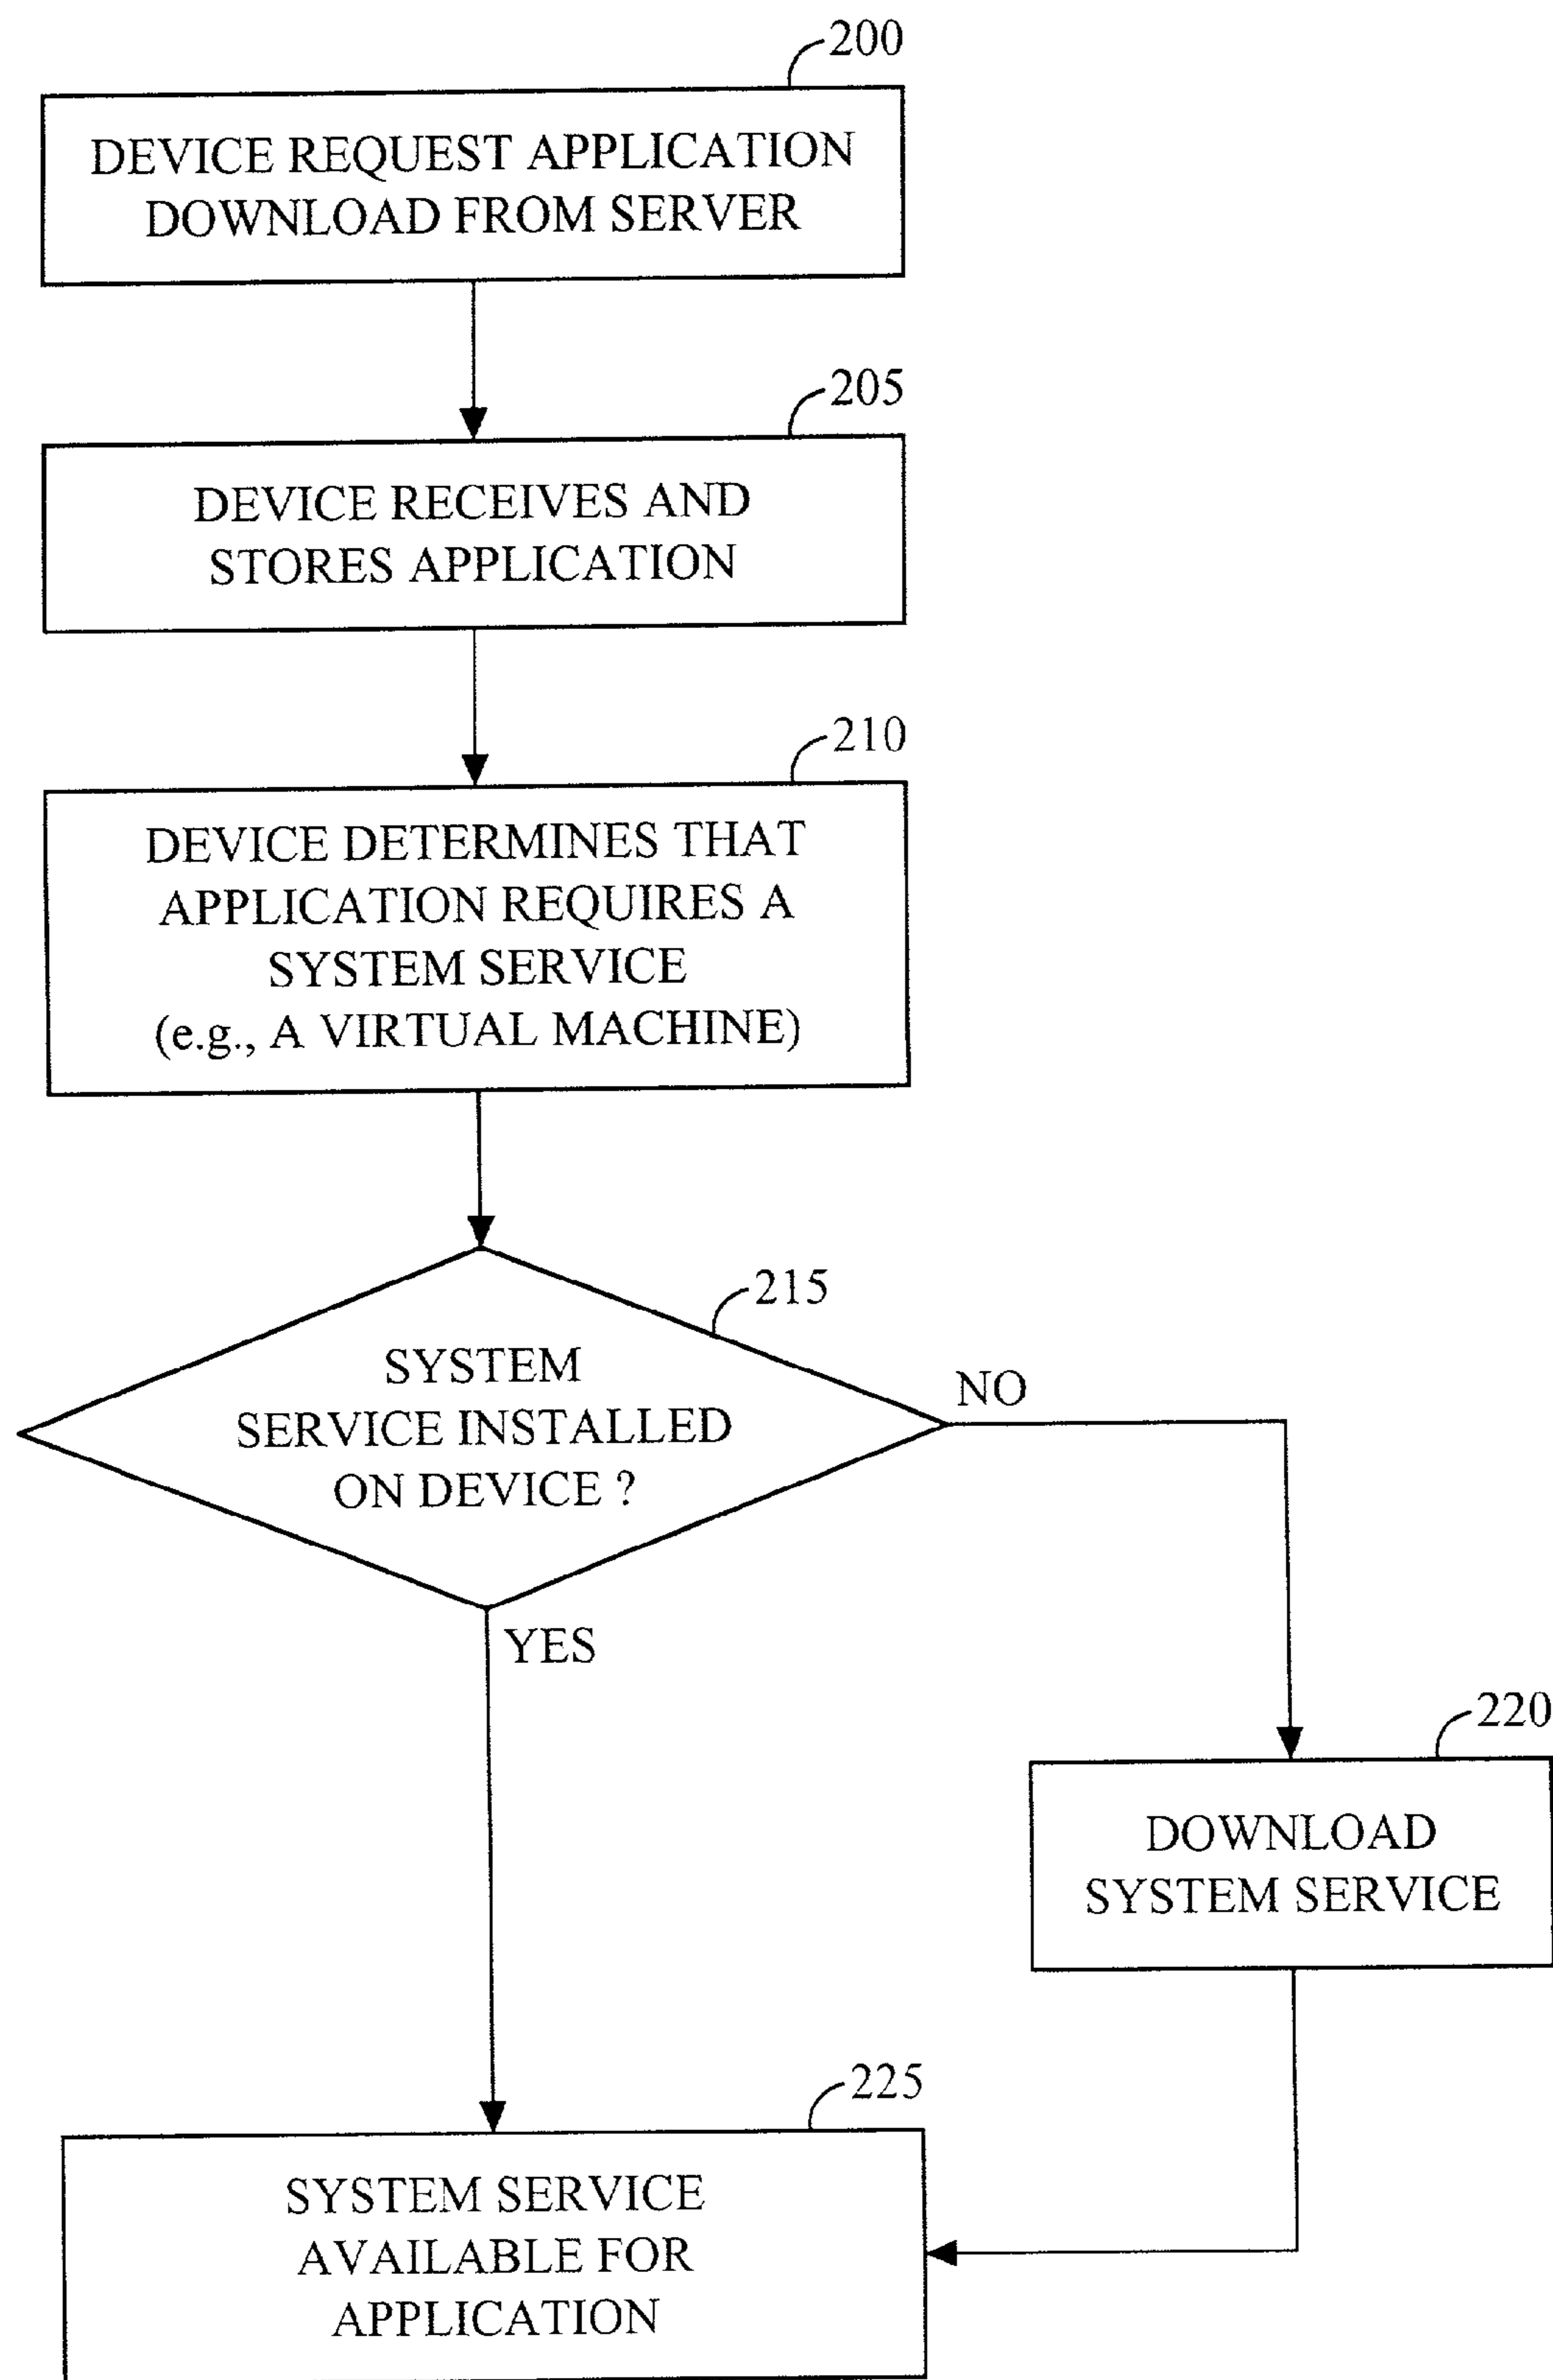 200
DEVICE REQUEST APPLICATION
DOWNLOAD FROM SERVER
205
DEVICE RECEIVES AND
STORES APPLICATION
210
DEVICE DETERMINES THAT
APPLICATION REQUIRES A
SYSTEM SERVICE
(e.g., A VIRTUAL MACHINE)
215
SYSTEM
SERVICE INSTALLED
ON DEVICE ?
NO
YES
220
DOWNLOAD
SYSTEM SERVICE
225
SYSTEM SERVICE
AVAILABLE FOR
APPLICATION